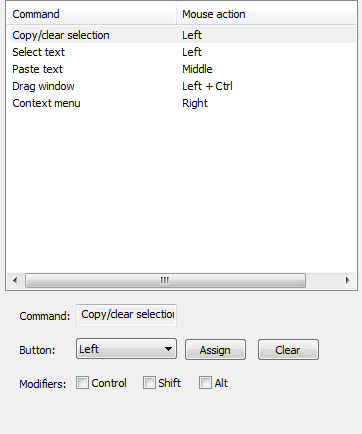 Command Mouse action
Copy/clear selection Left
Select text Left
Paste text Middle
Drag window Left + Ctrl
Context menu Right
Command: Copy/clear selection
Button: Left Assign Clear
Modifiers: Control Shift Alt